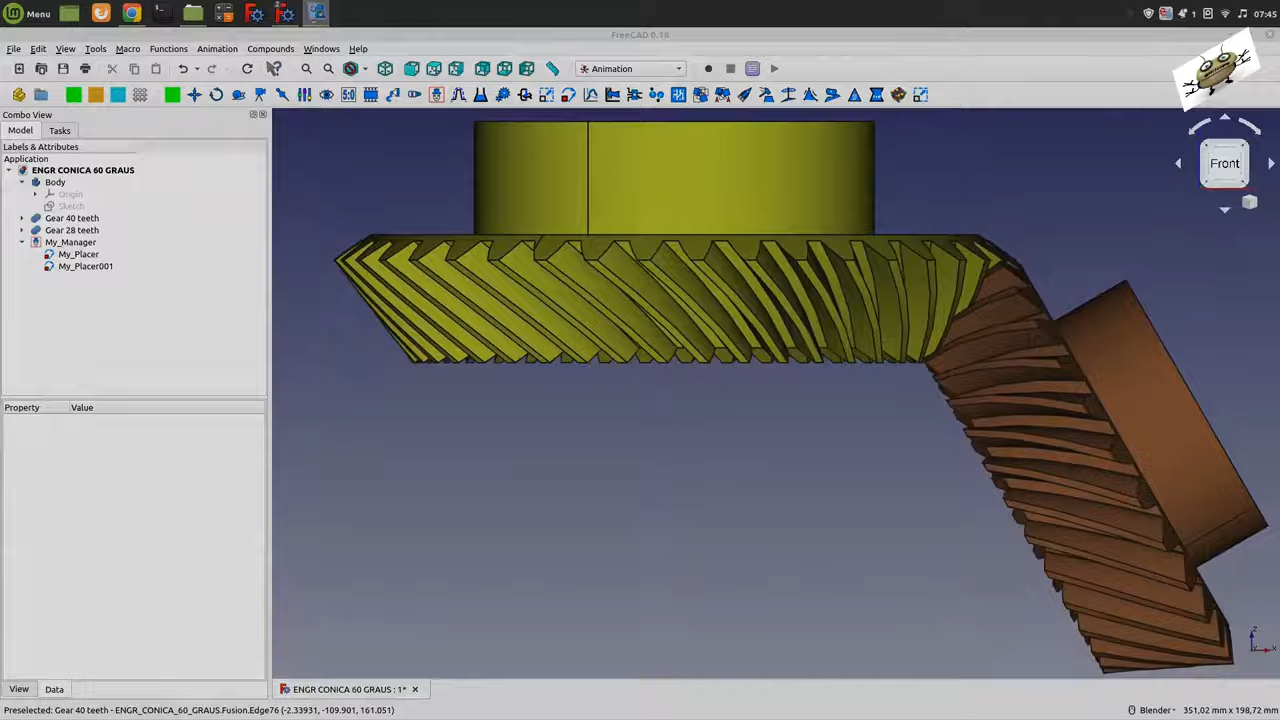 Menu
1
07:45
FreeCAD 0.18
File Edit View Tools Macro Functions Animation Compounds Windows Help
Animation
5:0
Combo View
Model Tasks
Labels & Attributes
Application
ENGR CONICA 60 GRAUS
Body
Origin
Sketch
Gear 40 teeth
Gear 28 teeth
My_Manager
My_Placer
My_Placer001
Property Value
Front
Z
X
View Data
ENGR CONICA 60 GRAUS : 1*
Preselected: Gear 40 teeth - ENGR_CONICA_60_GRAUS.Fusion.Edge76 (-2.33931, -109.901, 161.051)
Blender 351,02 mm x 198,72 mm